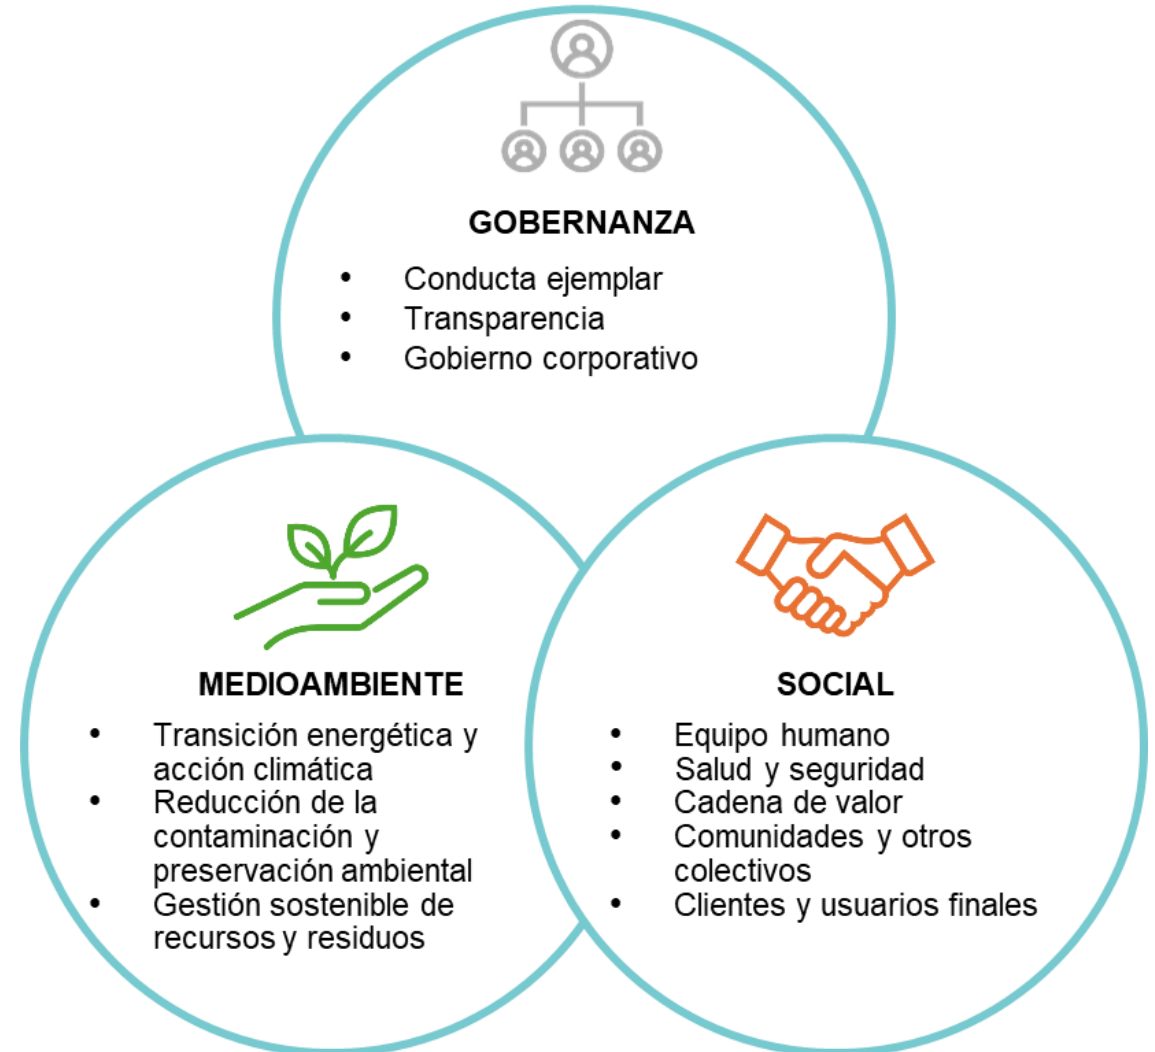 GOBERNANZA
• Conducta ejemplar
• Transparencia
• Gobierno corporativo
MEDIOAMBIENTE
• Transición energética y
acción climática
• Reducción de la
contaminación y
preservación ambiental
• Gestión sostenible de
recursos y residuos
SOCIAL
• Equipo humano
• Salud y seguridad
• Cadena de valor
• Comunidades y otros
colectivos
• Clientes y usuarios finales